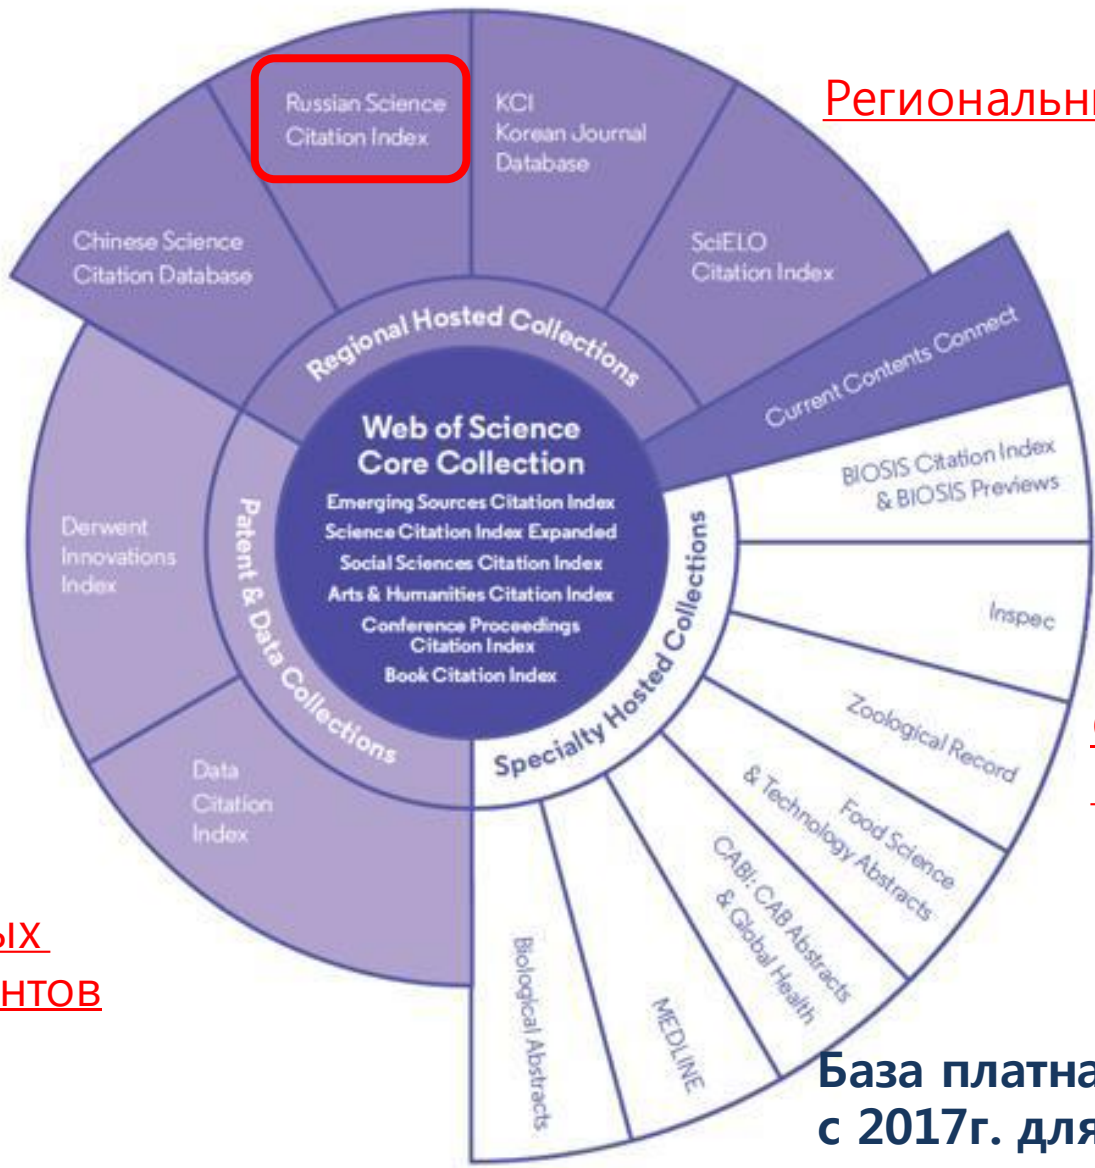 Региональн
Russian Science
Citation Index
KCI
Korean Journal
Database
Chinese Science
Citation Database
SciELO
Citation Index
Regional Hosted Collections
Current Contents Connect
Web of Science
Core Collection
Emerging Sources Citation Index
Science Citation Index Expanded
Social Sciences Citation Index
Arts & Humanities Citation Index
Conference Proceedings
Citation Index
Book Citation Index
BIOSIS Citation Index
& BIOSIS Previews
Derwent
Innovations
Index
Patent & Data Collections
Specialty Hosted Collections
Inspec
Zoological Record
Data
Citation
Index
Food Science
& Technology Abstracts
CABI: CAB Abstracts
& Global Health
MEDLINE
Biological Abstracts
ых
нтов
База платна
с 2017г. для